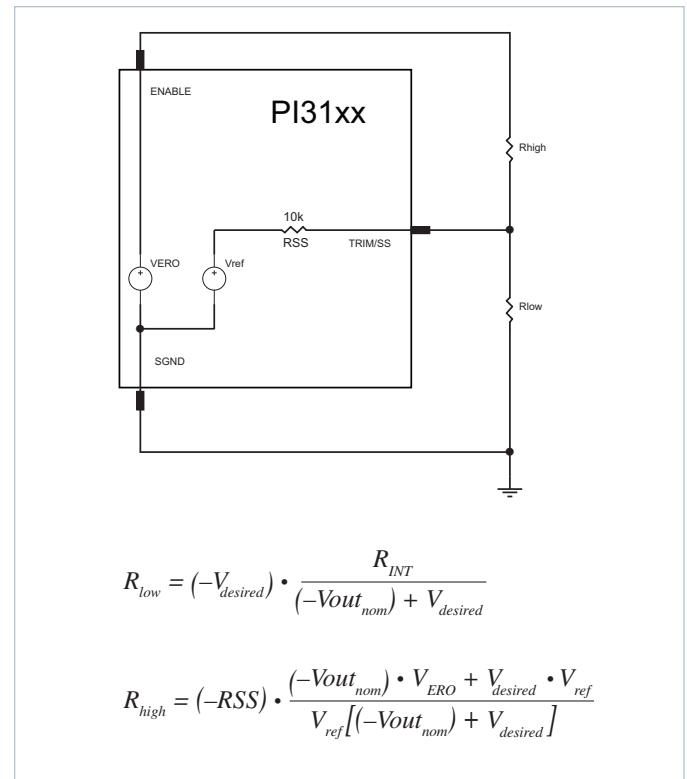 ENABLE
PI31xx
Rhigh
10k
RSS
TRIM/SS
VERO
Vref
Rlow
SGND
R_low = (–V_desired) • R_INT / (–Vout_nom) + V_desired
R_high = (–RSS) • (–Vout_nom) • V_ERO + V_desired • V_ref / V_ref[(–Vout_nom) + V_desired]